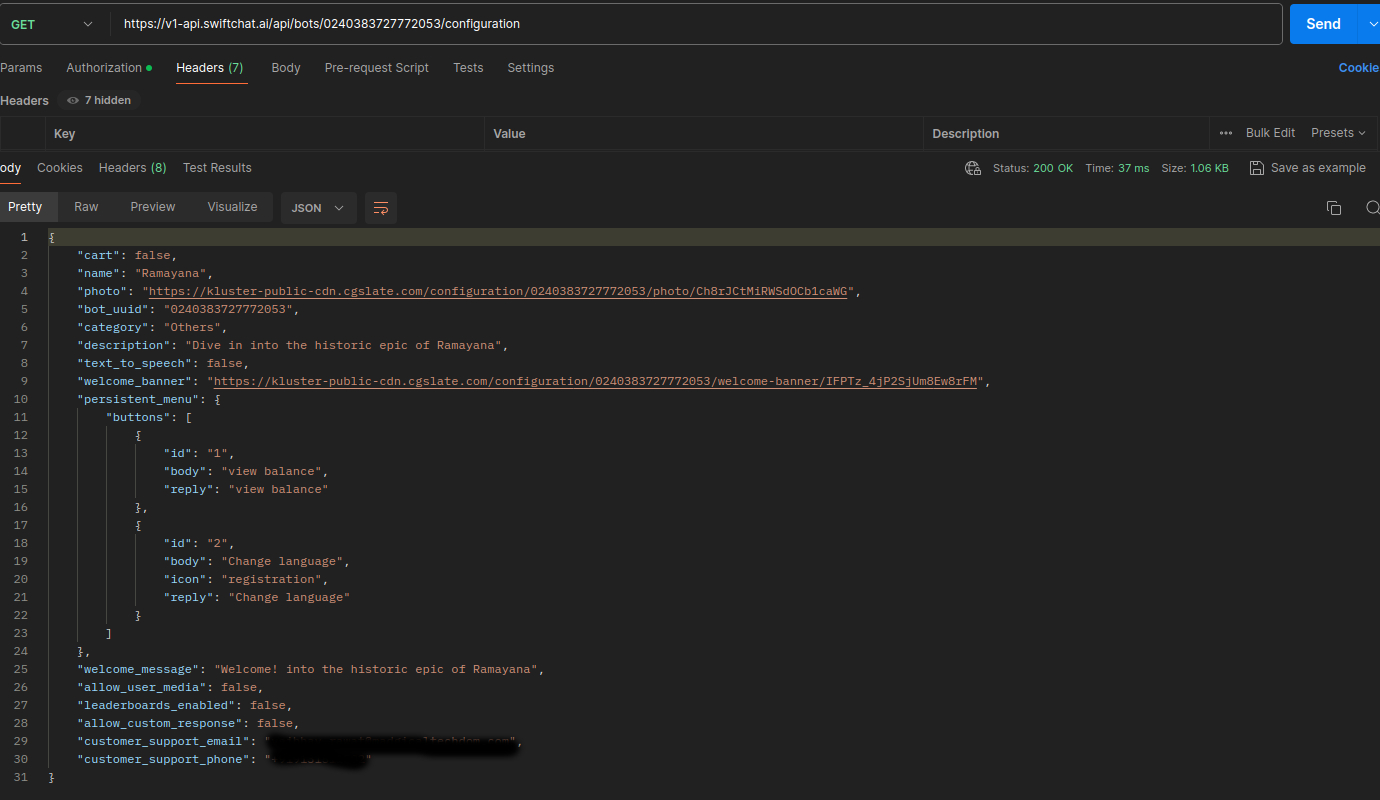 GET https://v1-api.swiftchat.ai/api/bots/0240383727772053/configuration Send
Params Authorization Headers (7) Body Pre-request Script Tests Settings Cookie
Headers 7 hidden
Key Value Description Bulk Edit Presets
ody Cookies Headers (8) Test Results Status: 200 OK Time: 37 ms Size: 1.06 KB Save as example
Pretty Raw Preview Visualize JSON
1 {
2 "cart": false,
3 "name": "Ramayana",
4 "photo": "https://kluster-public-cdn.cgslate.com/configuration/0240383727772053/photo/Ch8rJCtMiRWSdOCb1caWG",
5 "bot_uuid": "0240383727772053",
6 "category": "Others",
7 "description": "Dive in into the historic epic of Ramayana",
8 "text_to_speech": false,
9 "welcome_banner": "https://kluster-public-cdn.cgslate.com/configuration/0240383727772053/welcome-banner/IFPTz_4jP2SjUm8Ew8rFM",
10 "persistent_menu": {
11 "buttons": [
12 {
13 "id": "1",
14 "body": "view balance",
15 "reply": "view balance"
16 },
17 {
18 "id": "2",
19 "body": "Change language",
20 "icon": "registration",
21 "reply": "Change language"
22 }
23 ]
24 },
25 "welcome_message": "Welcome! into the historic epic of Ramayana",
26 "allow_user_media": false,
27 "leaderboards_enabled": false,
28 "allow_custom_response": false,
29 "customer_support_email": "
30 "customer_support_phone": "
31 }